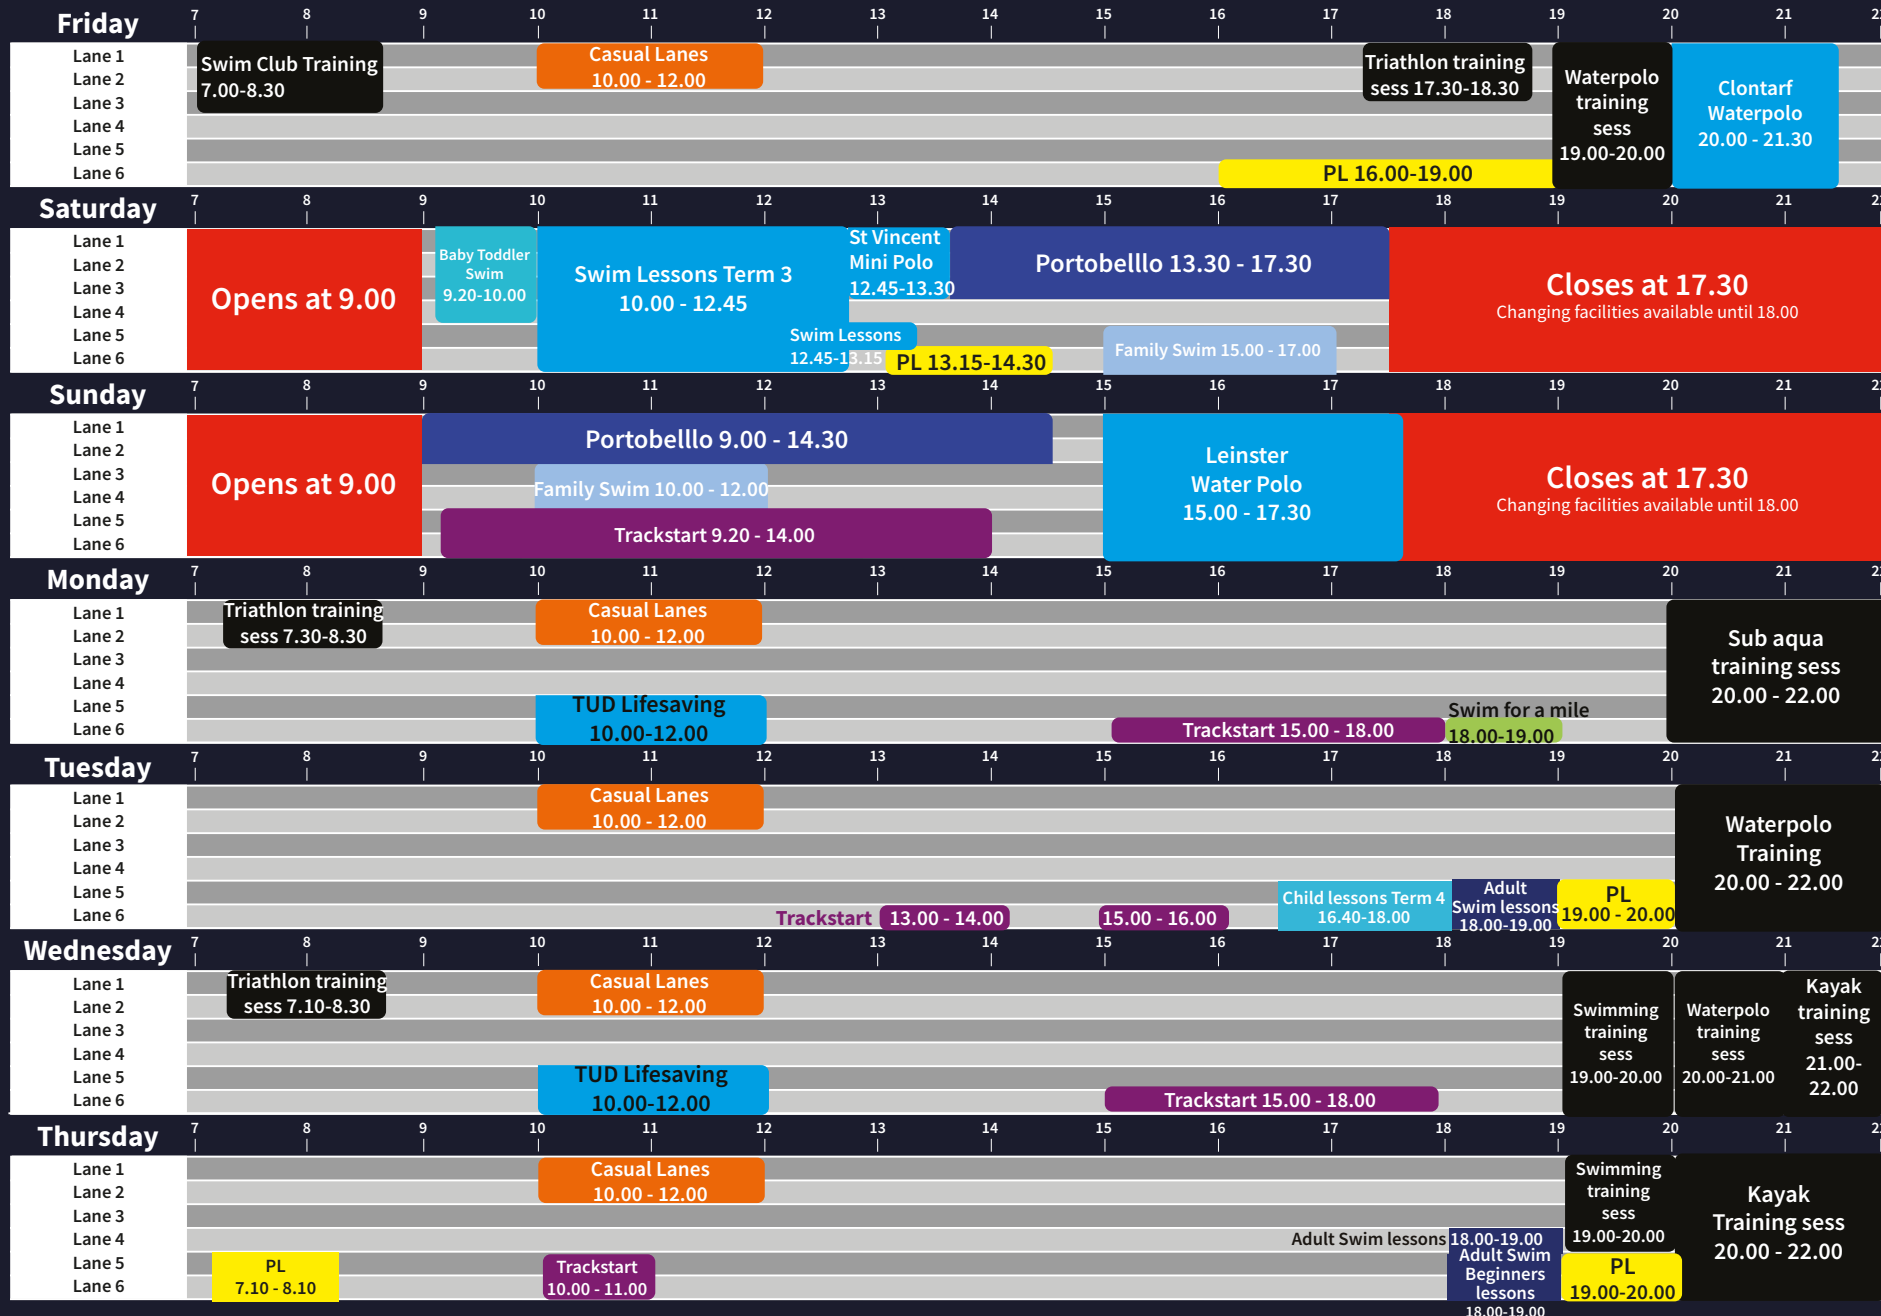 Friday
7 8 9 10 11 12 13 14 15 16 17 18 19 20 21
Lane 1
Lane 2
Lane 3
Lane 4
Lane 5
Lane 6
Swim Club Training
7.00-8.30
Casual Lanes
10.00 - 12.00
Triathlon training
sess 17.30-18.30
Waterpolo
training
sess
19.00-20.00
Clontarf
Waterpolo
20.00 - 21.30
PL 16.00-19.00
Saturday
7 8 9 10 11 12 13 14 15 16 17 18 19 20 21
Lane 1
Lane 2
Lane 3
Lane 4
Lane 5
Lane 6
Opens at 9.00
Baby Toddler
Swim
9.20-10.00
Swim Lessons Term 3
10.00 - 12.45
St Vincent
Mini Polo
12.45-13.30
Portobelllo 13.30 - 17.30
Swim Lessons
12.45-13.15
PL 13.15-14.30
Family Swim 15.00 - 17.00
Closes at 17.30
Changing facilities available until 18.00
Sunday
7 8 9 10 11 12 13 14 15 16 17 18 19 20 21
Lane 1
Lane 2
Lane 3
Lane 4
Lane 5
Lane 6
Opens at 9.00
Portobelllo 9.00 - 14.30
Family Swim 10.00 - 12.00
Trackstart 9.20 - 14.00
Leinster
Water Polo
15.00 - 17.30
Closes at 17.30
Changing facilities available until 18.00
Monday
7 8 9 10 11 12 13 14 15 16 17 18 19 20 21
Lane 1
Lane 2
Lane 3
Lane 4
Lane 5
Lane 6
Triathlon training
sess 7.30-8.30
Casual Lanes
10.00 - 12.00
TUD Lifesaving
10.00-12.00
Trackstart 15.00 - 18.00
Swim for a mile
18.00-19.00
Sub aqua
training sess
20.00 - 22.00
Tuesday
7 8 9 10 11 12 13 14 15 16 17 18 19 20 21
Lane 1
Lane 2
Lane 3
Lane 4
Lane 5
Lane 6
Casual Lanes
10.00 - 12.00
Trackstart 13.00 - 14.00
15.00 - 16.00
Child lessons Term 4
16.40-18.00
Adult
Swim lessons
18.00-19.00
PL
19.00 - 20.00
Waterpolo
Training
20.00 - 22.00
Wednesday
7 8 9 10 11 12 13 14 15 16 17 18 19 20 21
Lane 1
Lane 2
Lane 3
Lane 4
Lane 5
Lane 6
Triathlon training
sess 7.10-8.30
Casual Lanes
10.00 - 12.00
TUD Lifesaving
10.00-12.00
Trackstart 15.00 - 18.00
Swimming
training
sess
19.00-20.00
Waterpolo
training
sess
20.00-21.00
Kayak
training
sess
21.00-
22.00
Thursday
7 8 9 10 11 12 13 14 15 16 17 18 19 20 21
Lane 1
Lane 2
Lane 3
Lane 4
Lane 5
Lane 6
PL
7.10 - 8.10
Casual Lanes
10.00 - 12.00
Trackstart
10.00 - 11.00
Adult Swim lessons 18.00-19.00
Adult Swim
Beginners
lessons
18.00-19.00
Swimming
training
sess
19.00-20.00
PL
19.00-20.00
Kayak
Training sess
20.00 - 22.00